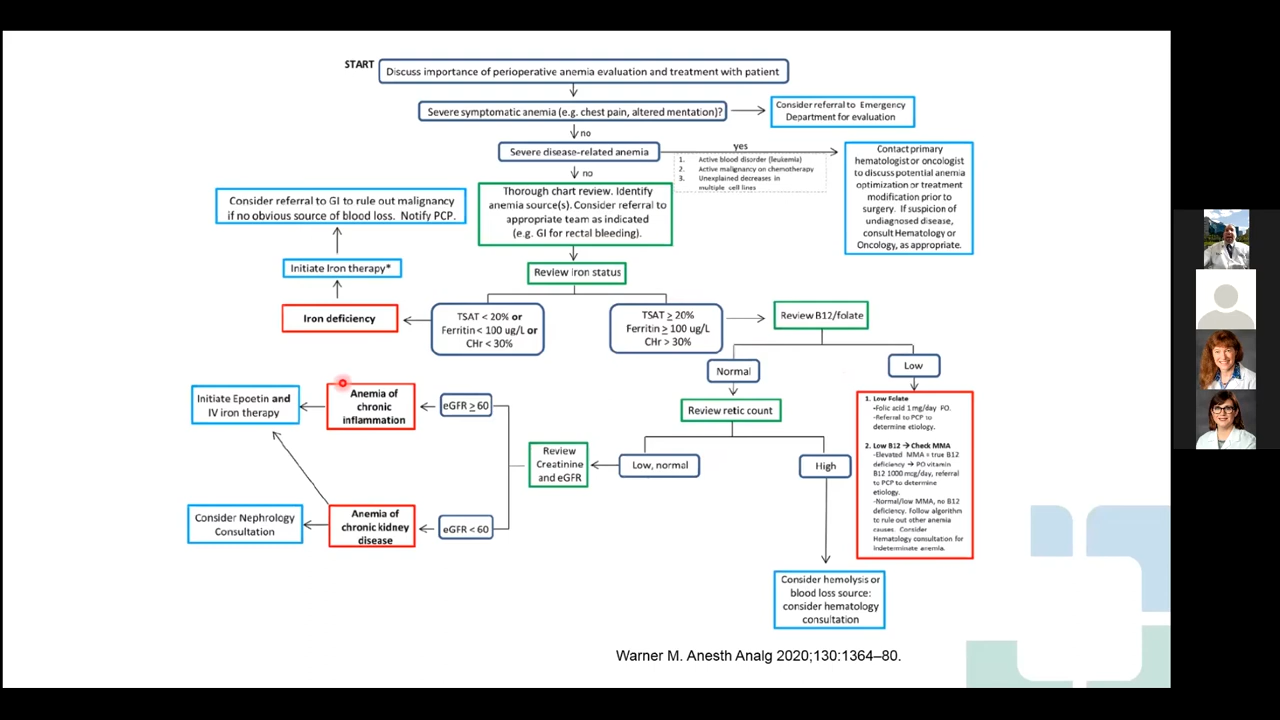 START
Discuss importance of perioperative anemia evaluation and treatment with patient
Severe symptomatic anemia (e.g. chest pain, altered mentation)?
Consider referral to Emergency
Department for evaluation
no
Severe disease-related anemia
yes
1. Active blood disorder (leukemia)
2. Active malignancy on chemotherapy
3. Unexplained decreases in
multiple cell lines
Contact primary
hematologist or oncologist
to discuss potential anemia
optimization or treatment
modification prior to
surgery. If suspicion of
undiagnosed disease,
consult Hematology or
Oncology, as appropriate.
no
Thorough chart review. Identify
anemia source(s). Consider referral to
appropriate team as indicated
(e.g. GI for rectal bleeding).
Consider referral to GI to rule out malignancy
if no obvious source of blood loss. Notify PCP.
Initiate Iron therapy*
Review iron status
Iron deficiency
TSAT < 20% or
Ferritin < 100 ug/L or
CHr < 30%
TSAT ≥ 20%
Ferritin ≥ 100 ug/L
CHr > 30%
Review B12/folate
Normal
Low
Review retic count
1. Low Folate
-Folic acid 1 mg/day PO.
-Referral to PCP to
determine etiology.
2. Low B12 → Check MMA
-Elevated MMA = true B12
deficiency → PO vitamin
B12 1000 mcg/day, referral
to PCP to determine
etiology.
-Normal/low MMA, no B12
deficiency. Follow algorithm
to rule out other anemia
causes. Consider
Hematology consultation for
indeterminate anemia.
Initiate Epoetin and
IV iron therapy
Anemia of
chronic
inflammation
eGFR ≥ 60
Review
Creatinine
and eGFR
Low, normal
High
Consider Nephrology
Consultation
Anemia of
chronic kidney
disease
eGFR < 60
Consider hemolysis or
blood loss source:
consider hematology
consultation
Warner M. Anesth Analg 2020;130:1364–80.